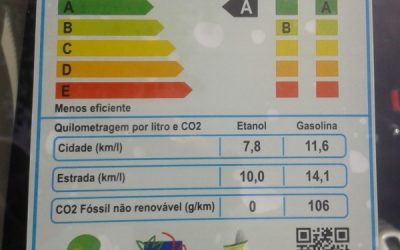 A A A
B B
C
D
E
Menos eficiente
Quilometragem por litro e CO2 Etanol Gasolina
Cidade (km/l) 7,8 11,6
Estrada (km/l) 10,0 14,1
CO2 Fóssil não renovável (g/km) 0 106